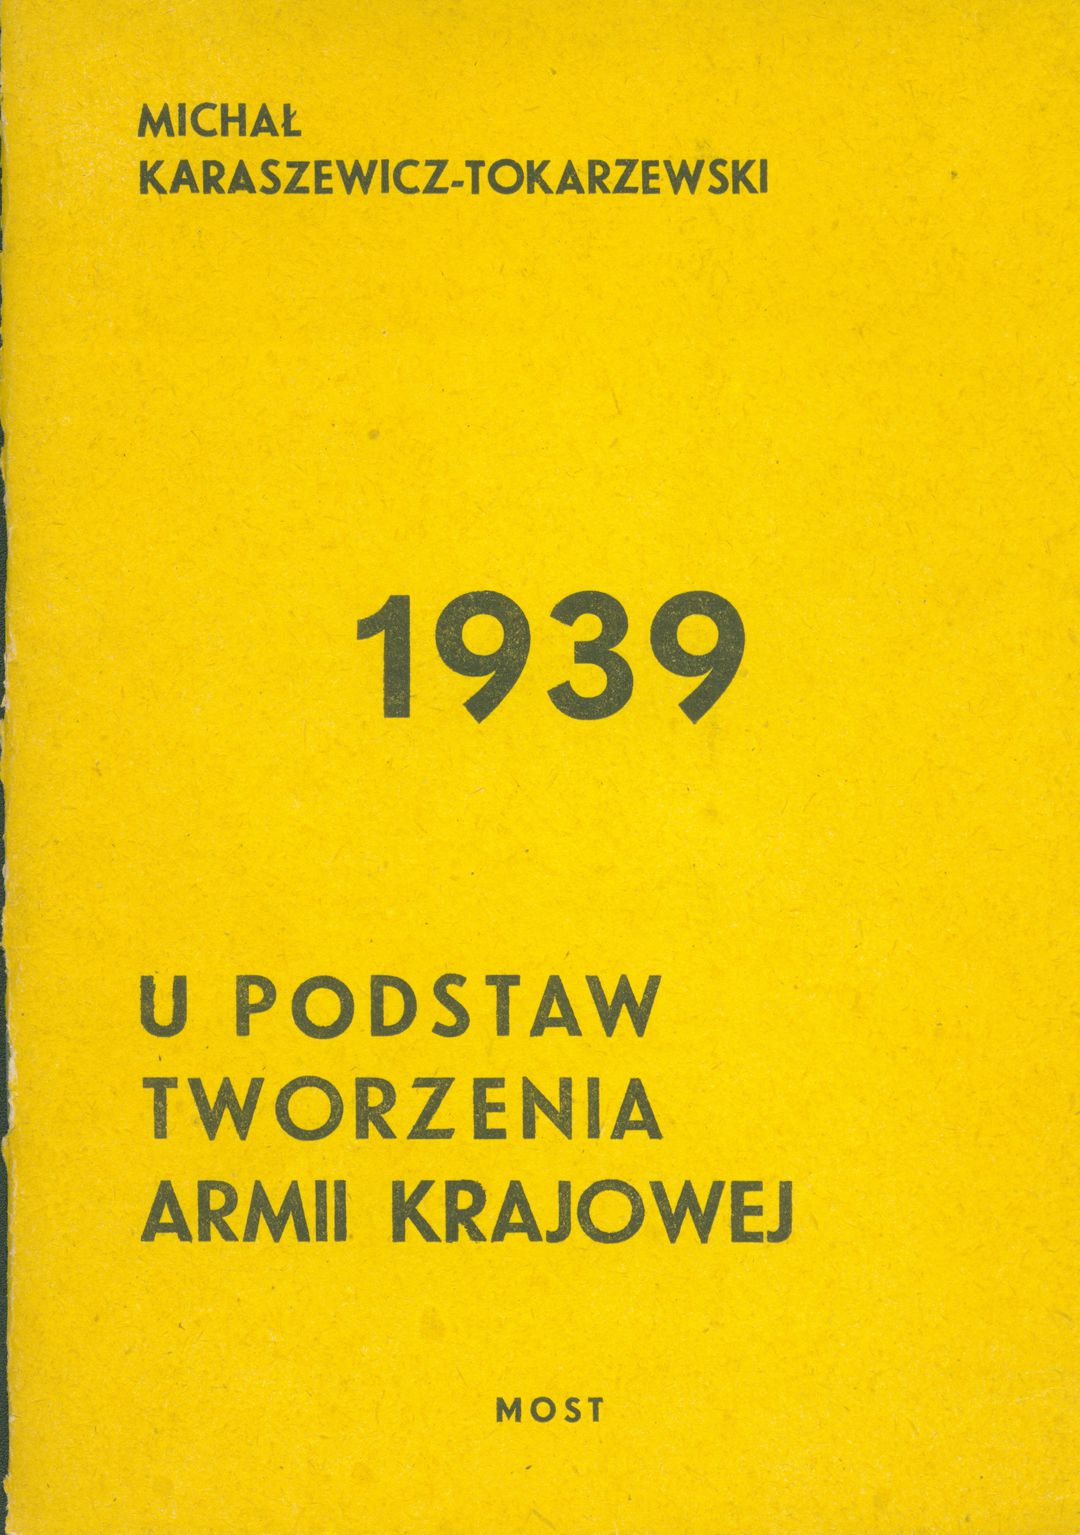 MICHAŁ
KARASZEWICZ-TOKARZEWSKI
1939
U PODSTAW
TWORZENIA
ARMII KRAJOWEJ
MOST